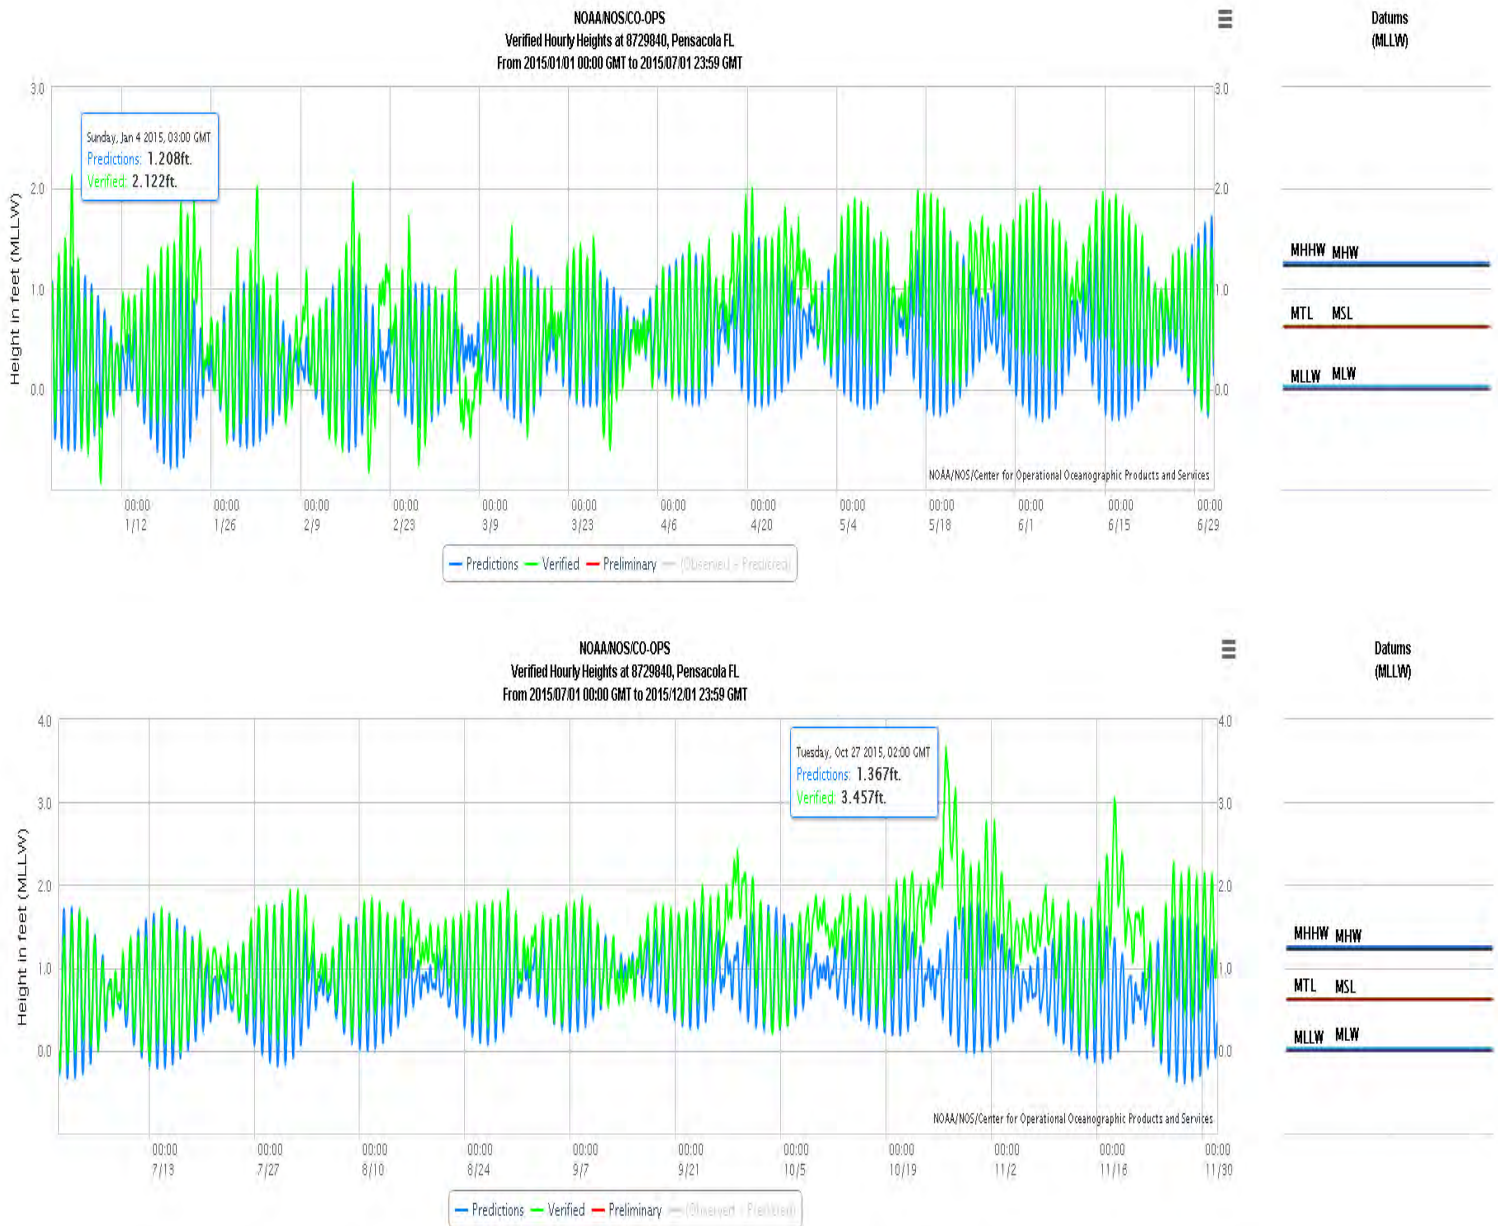 NOAA/NOS/CO-OPS
Verified Hourly Heights at 8729840, Pensacola FL
From 2015/01/01 00:00 GMT to 2015/07/01 23:59 GMT
Datums
(MLLW)
Height in feet (MLLW)
3.0 3.0
2.0 2.0
1.0 1.0
0.0 0.0
Sunday, Jan 4 2015, 03:00 GMT
Predictions: 1.208ft.
Verified: 2.122ft.
MHHW MHW
MTL MSL
MLLW MLW
NOAA/NOS/Center for Operational Oceanographic Products and Services
00:00 00:00 00:00 00:00 00:00 00:00 00:00 00:00 00:00 00:00 00:00 00:00 00:00
1/12 1/26 2/9 2/23 3/9 3/23 4/6 4/20 5/4 5/18 6/1 6/15 6/29
Predictions Verified Preliminary (Observed - Predicted)
NOAA/NOS/CO-OPS
Verified Hourly Heights at 8729840, Pensacola FL
From 2015/07/01 00:00 GMT to 2015/12/01 23:59 GMT
Datums
(MLLW)
Height in feet (MLLW)
4.0 4.0
3.0 3.0
2.0 2.0
1.0 1.0
0.0 0.0
Tuesday, Oct 27 2015, 02:00 GMT
Predictions: 1.367ft.
Verified: 3.457ft.
MHHW MHW
MTL MSL
MLLW MLW
NOAA/NOS/Center for Operational Oceanographic Products and Services
00:00 00:00 00:00 00:00 00:00 00:00 00:00 00:00 00:00 00:00 00:00
7/13 7/27 8/10 8/24 9/7 9/21 10/5 10/19 11/2 11/16 11/30
Predictions Verified Preliminary (Observed - Predicted)